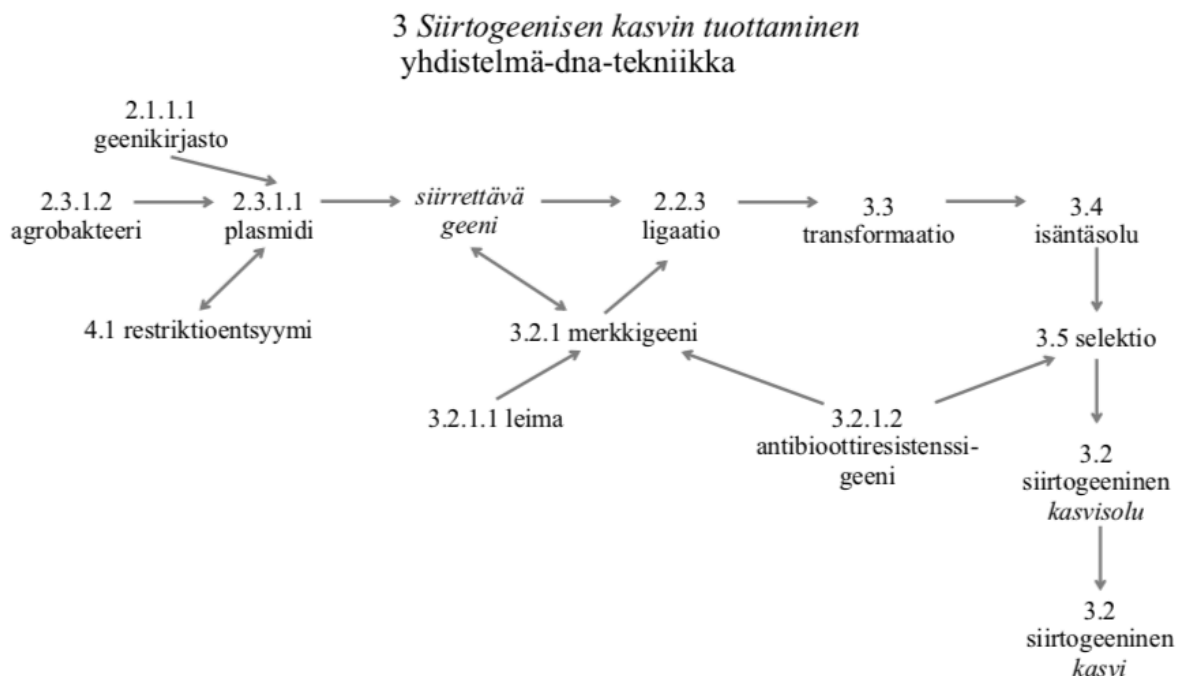 3 Siirtogeenisen kasvin tuottaminen
yhdistelmä-dna-tekniikka
2.1.1.1
geenikirjasto
2.3.1.2
agrobakteeri
2.3.1.1
plasmidi
siirrettävä
geeni
2.2.3
ligaatio
3.3
transformaatio
3.4
isäntäsolu
4.1 restriktioentsyymi
3.2.1 merkkigeeni
3.5 selektio
3.2.1.1 leima
3.2.1.2
antibioottiresistenssi-
geeni
3.2
siirtogeeninen
kasvisolu
3.2
siirtogeeninen
kasvi